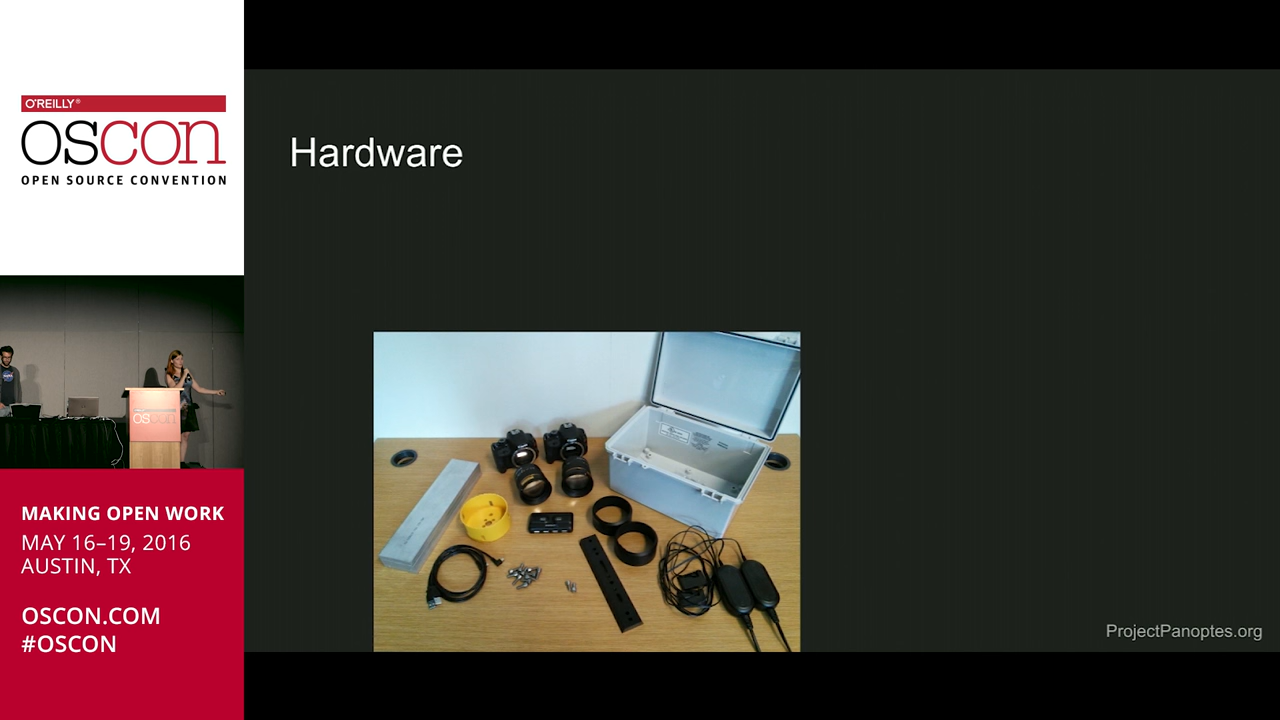 O'REILLY®
OSCON
OPEN SOURCE CONVENTION
OSCON
MAKING OPEN WORK
MAY 16–19, 2016
AUSTIN, TX
OSCON.COM
#OSCON
Hardware
ProjectPanoptes.org